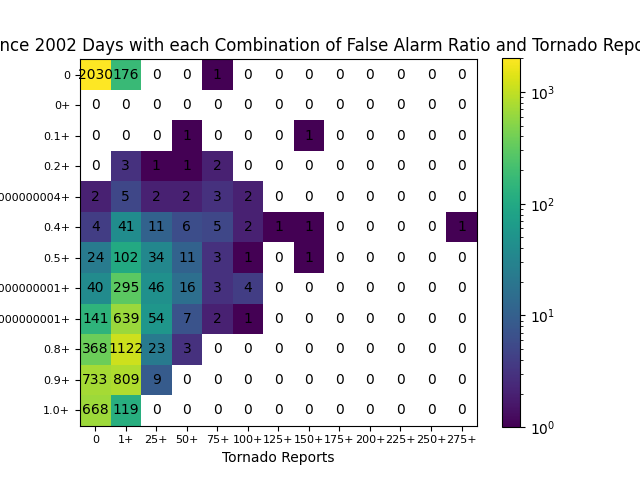 nce 2002 Days with each Combination of False Alarm Ratio and Tornado Repo
0 2030 176 0 0 1 0 0 0 0 0 0 0 0
0+ 0 0 0 0 0 0 0 0 0 0 0 0 0
0.1+ 0 0 0 1 0 0 0 1 0 0 0 0 0
0.2+ 0 3 1 1 2 0 0 0 0 0 0 0 0
000000004+ 2 5 2 2 3 2 0 0 0 0 0 0 0
0.4+ 4 41 11 6 5 2 1 1 0 0 0 0 1
0.5+ 24 102 34 11 3 1 0 1 0 0 0 0 0
000000001+ 40 295 46 16 3 4 0 0 0 0 0 0 0
000000001+ 141 639 54 7 2 1 0 0 0 0 0 0 0
0.8+ 368 1122 23 3 0 0 0 0 0 0 0 0 0
0.9+ 733 809 9 0 0 0 0 0 0 0 0 0 0
1.0+ 668 119 0 0 0 0 0 0 0 0 0 0 0
0 1+ 25+ 50+ 75+ 100+ 125+ 150+ 175+ 200+ 225+ 250+ 275+
Tornado Reports
10³
10²
10¹
10⁰